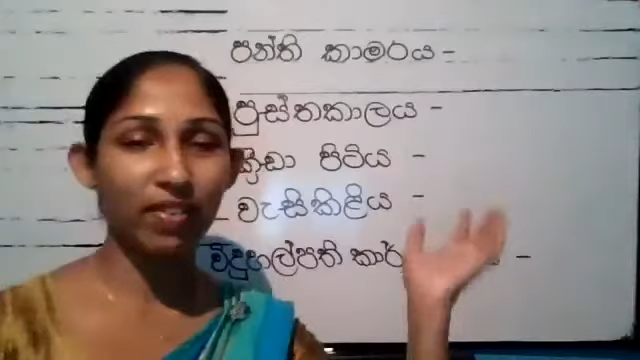 පන්ති කාමරය -
පුස්තකාලය -
ක්‍රීඩා පිටිය -
වැසිකිළිය -
විදුහල්පති